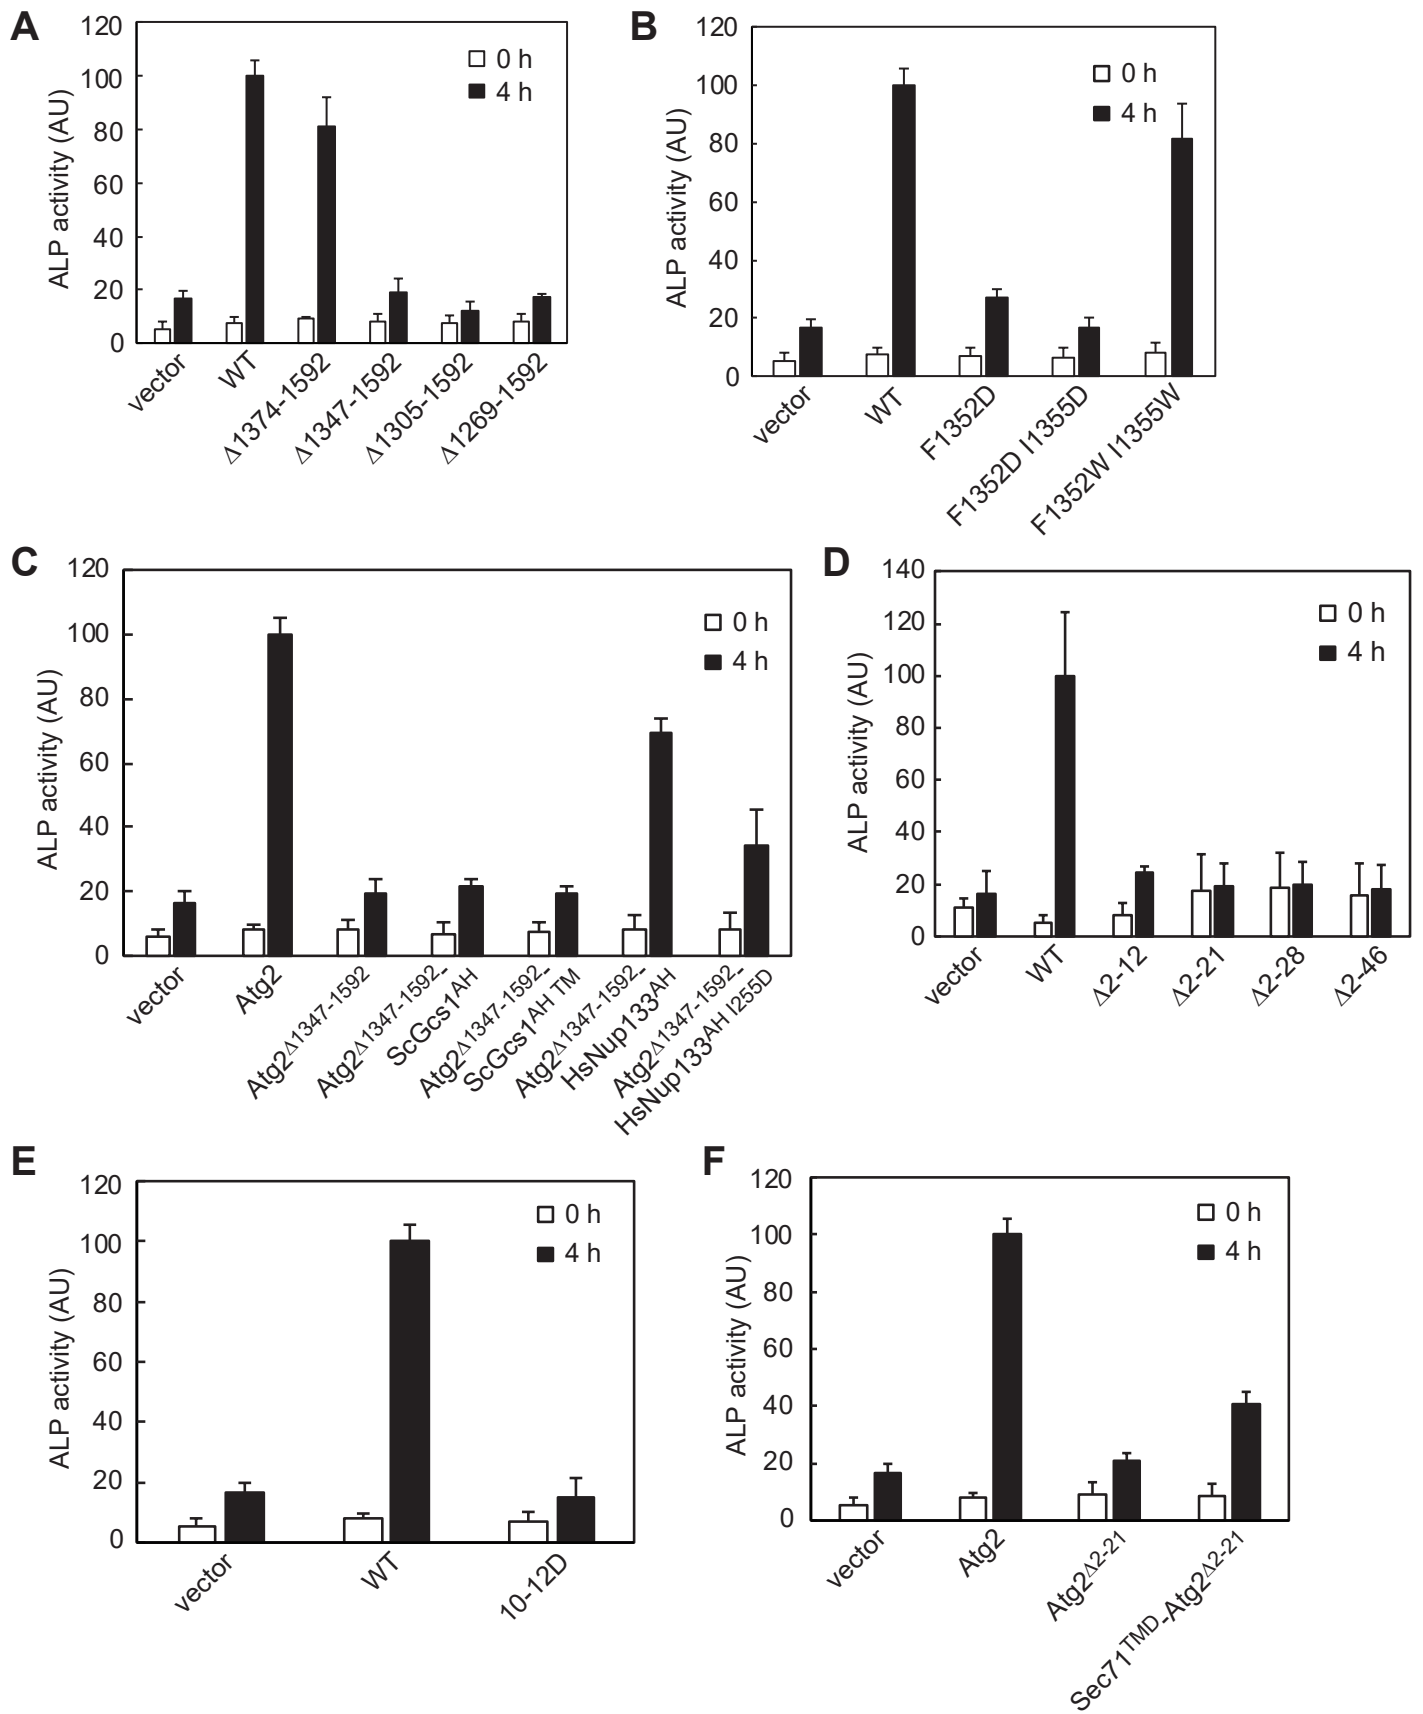 A
ALP activity (AU)
120
100
80
60
40
20
0
0 h
4 h
vector
WT
Δ1374-1592
Δ1347-1592
Δ1305-1592
Δ1269-1592
B
ALP activity (AU)
120
100
80
60
40
20
0
0 h
4 h
vector
WT
F1352D
F1352D I1355D
F1352W I1355W
C
ALP activity (AU)
120
100
80
60
40
20
0
0 h
4 h
vector
Atg2
Atg2Δ1347-1592
Atg2Δ1347-1592-
ScGcs1AH
Atg2Δ1347-1592-
ScGcs1AH TM
Atg2Δ1347-1592-
HsNup133AH
Atg2Δ1347-1592-
HsNup133AH I255D
D
ALP activity (AU)
140
120
100
80
60
40
20
0
0 h
4 h
vector
WT
Δ2-12
Δ2-21
Δ2-28
Δ2-46
E
ALP activity (AU)
120
100
80
60
40
20
0
0 h
4 h
vector
WT
10-12D
F
ALP activity (AU)
120
100
80
60
40
20
0
0 h
4 h
vector
Atg2
Atg2Δ2-21
Sec71TMD-Atg2Δ2-21